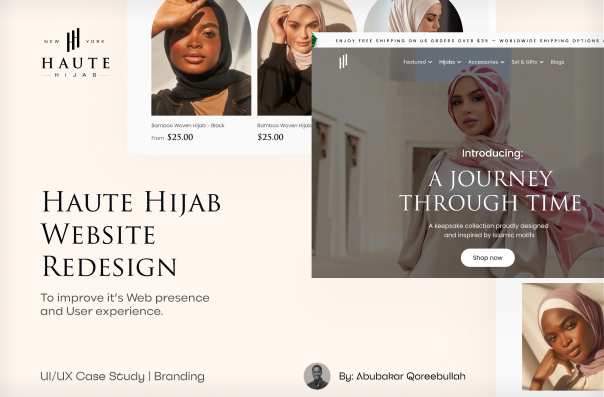 NEW YORK
HAUTE
HIJAB
Bamboo Woven Hijab - Black
From $25.00
Bamboo Woven Hijab
$25.00
ENJOY FREE SHIPPING ON US ORDERS OVER $35 — WORLDWIDE SHIPPING OPTIONS
Featured Hijabs Accessories Set & Gifts Blogs
Introducing:
A JOURNEY
THROUGH TIME
A keepsake collection proudly designed
and inspired by Islamic motifs
Shop now
HAUTE HIJAB
WEBSITE
REDESIGN
To improve it's Web presence
and User experience.
UI/UX Case Study | Branding
By: Abubakar Qoreebullah